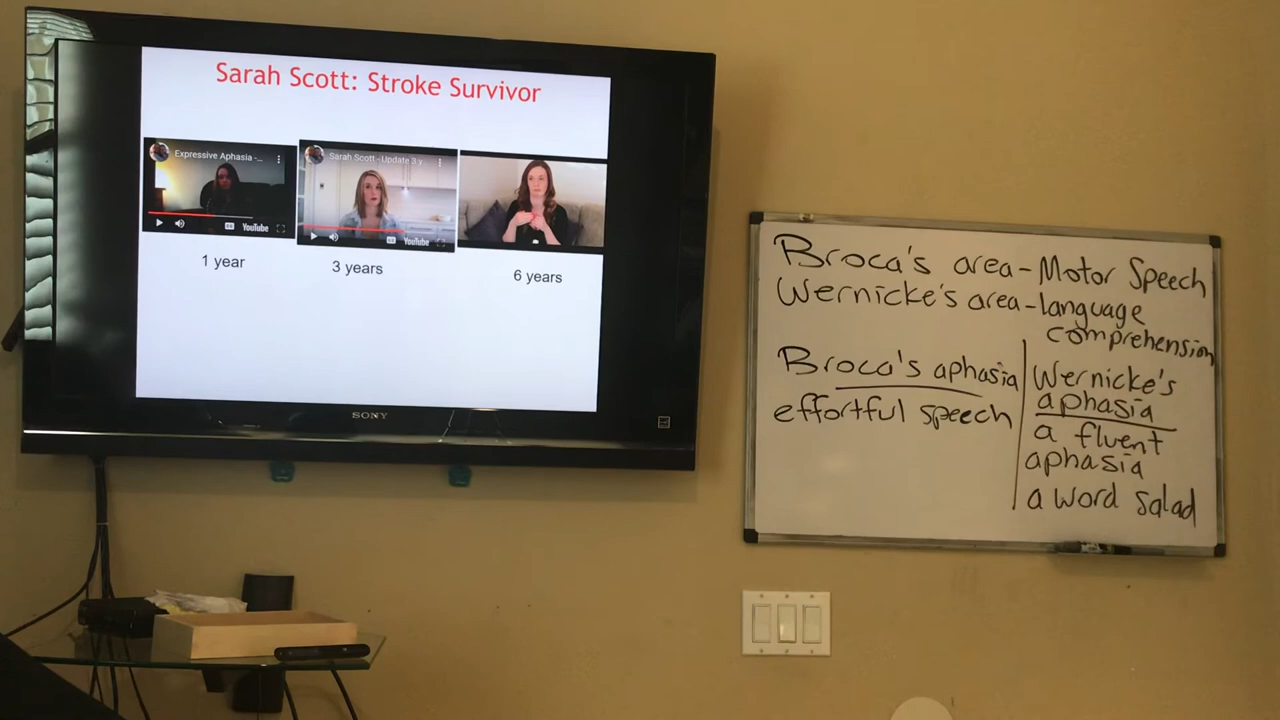 Sarah Scott: Stroke Survivor
Expressive Aphasia -...
Sarah Scott - Update 3 y...
YouTube
YouTube
1 year
3 years
6 years
SONY
Broca's area - Motor Speech
Wernicke's area - language
comprehension
Broca's aphasia
effortful speech
Wernicke's
aphasia
a fluent
aphasia
a word salad